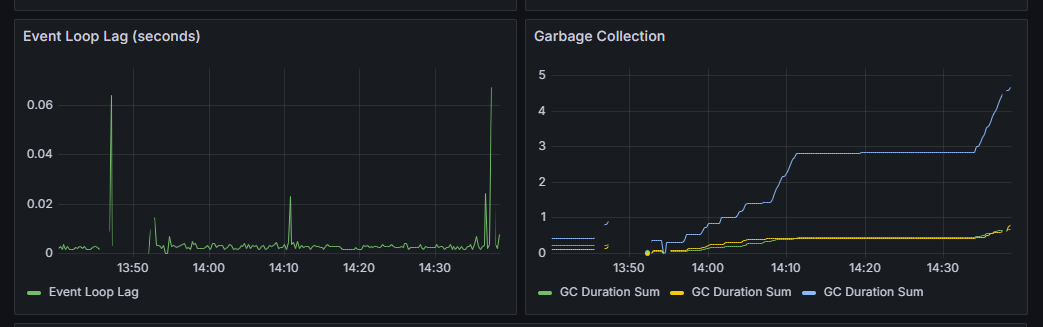 Event Loop Lag (seconds)
0.06
0.04
0.02
0
13:50 14:00 14:10 14:20 14:30
Event Loop Lag
Garbage Collection
5
4
3
2
1
0
13:50 14:00 14:10 14:20 14:30
GC Duration Sum GC Duration Sum GC Duration Sum